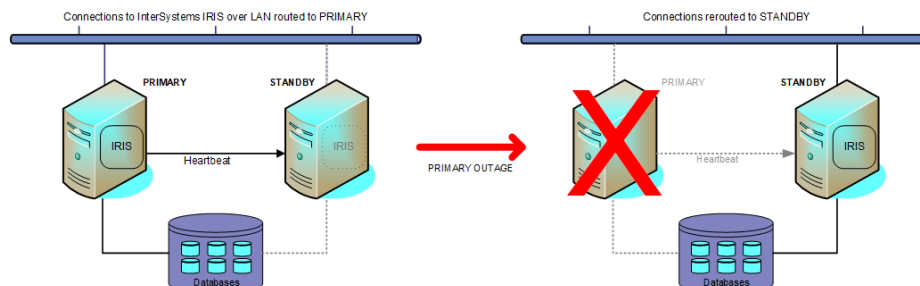 Connections to InterSystems IRIS over LAN routed to PRIMARY
PRIMARY
STANDBY
IRIS
IRIS
Heartbeat
Databases
PRIMARY OUTAGE
Connections rerouted to STANDBY
PRIMARY
STANDBY
IRIS
Heartbeat
Databases